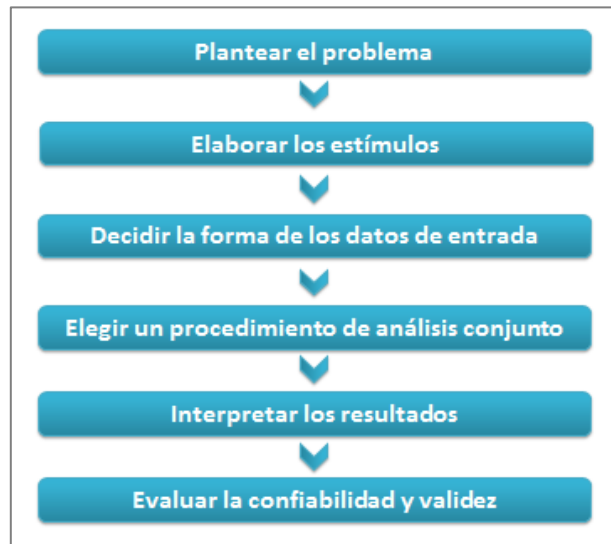 Plantear el problema
Elaborar los estímulos
Decidir la forma de los datos de entrada
Elegir un procedimiento de análisis conjunto
Interpretar los resultados
Evaluar la confiabilidad y validez